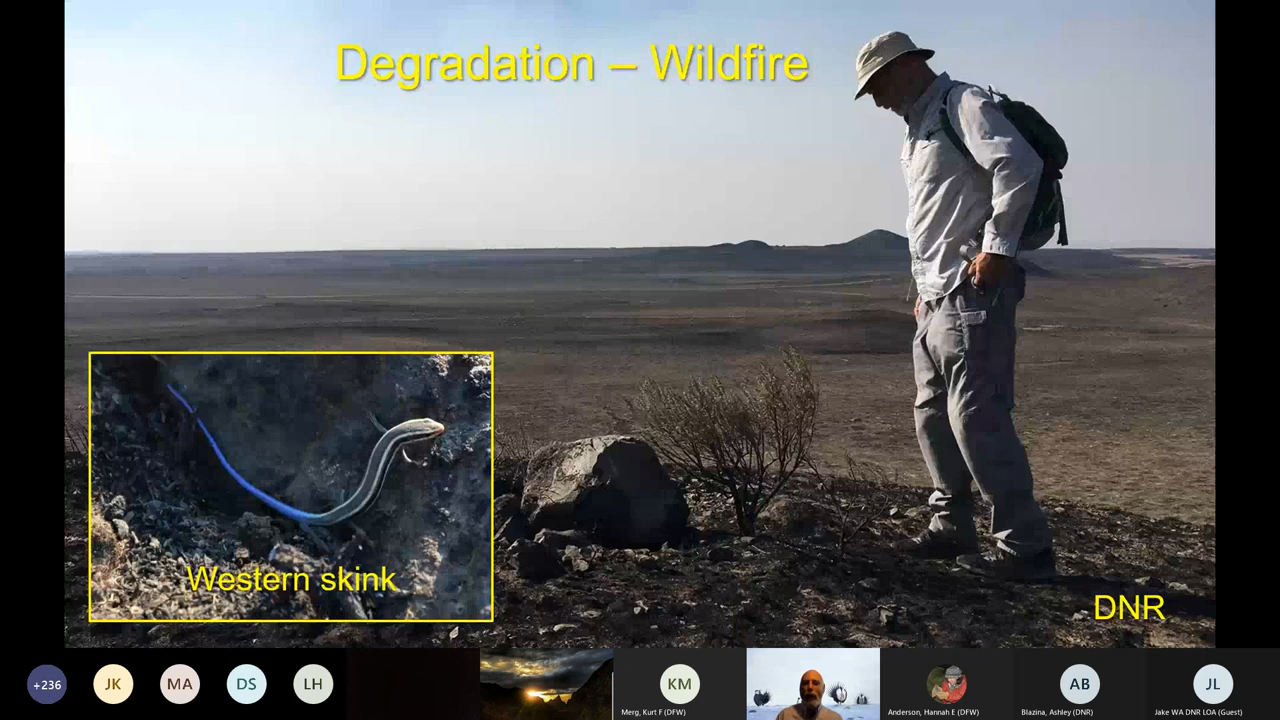 Degradation – Wildfire
Western skink
DNR
+236
JK
MA
DS
LH
KM
AB
JL
Merg, Kurt F (DFW)
Anderson, Hannah E (DFW)
Blazina, Ashley (DNR)
Jake WA DNR LOA (Guest)